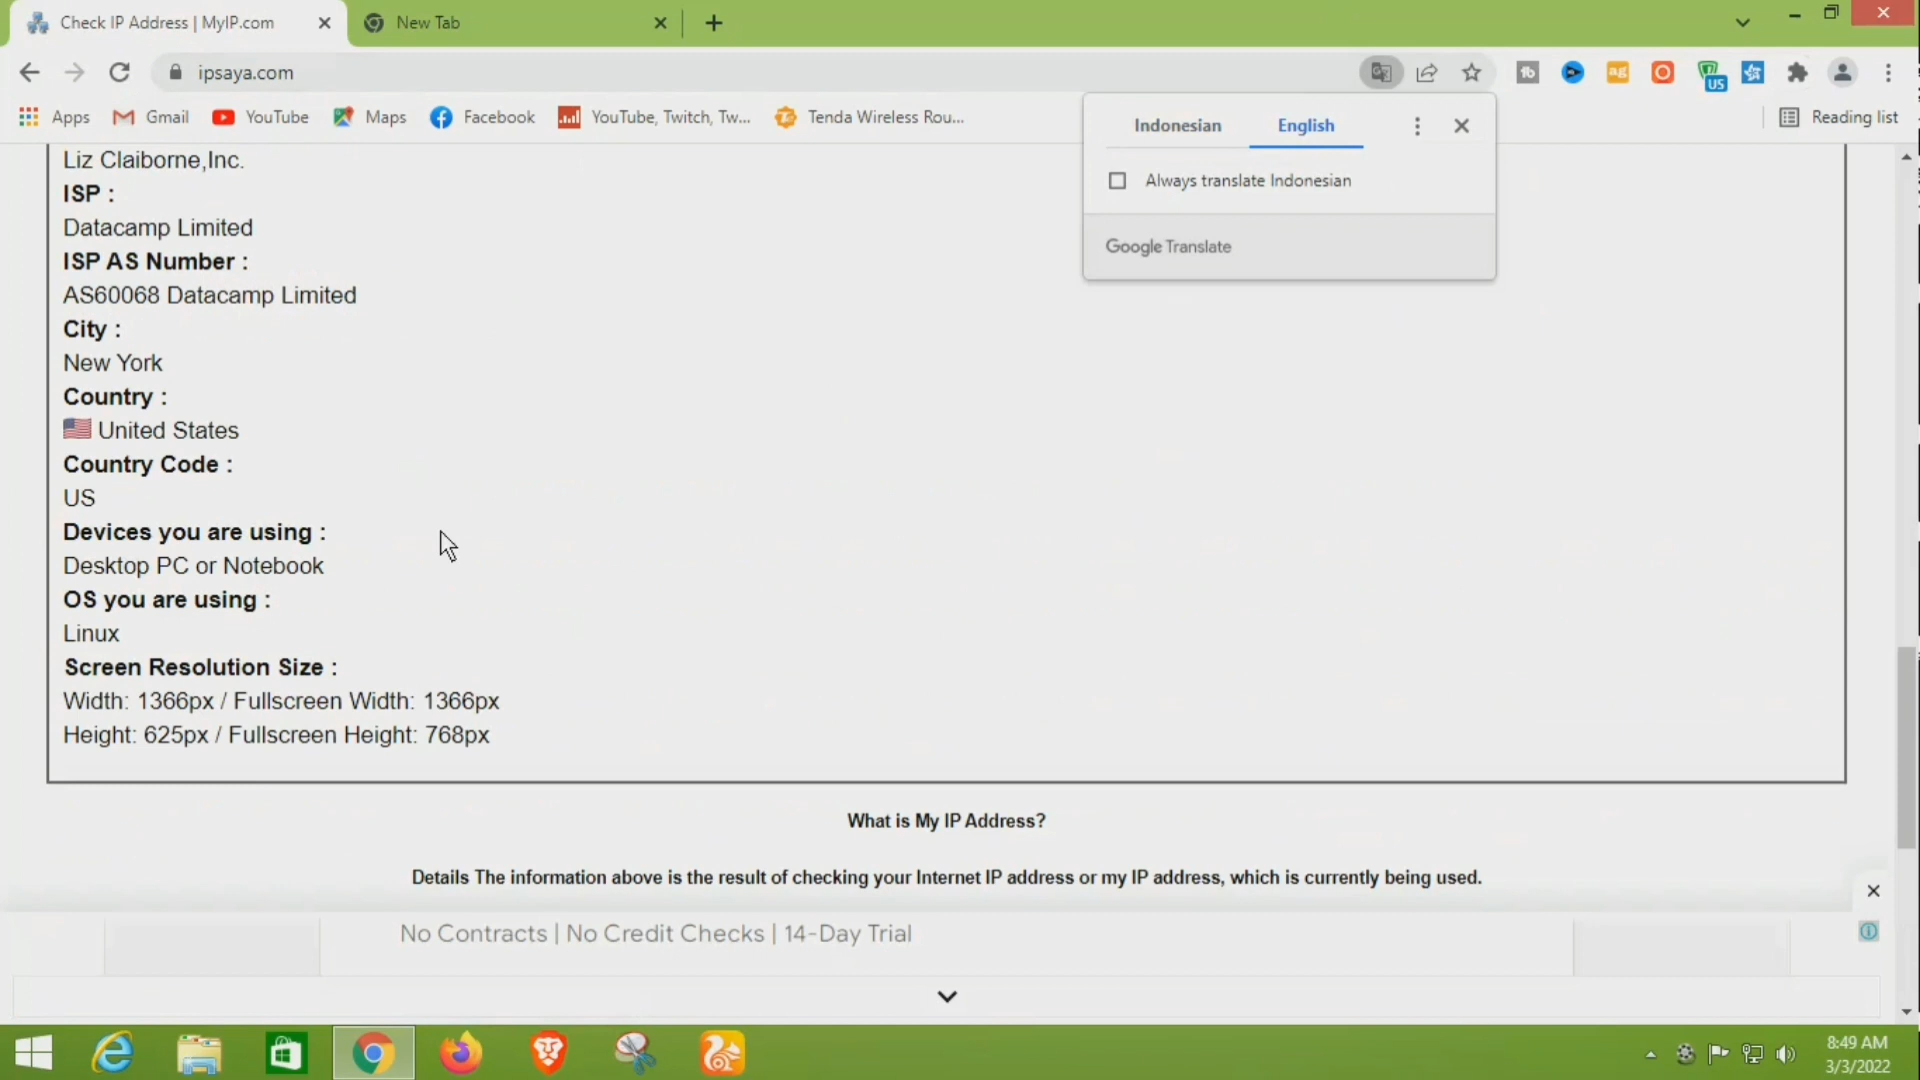 Check IP Address | MyIP.com
New Tab
ipsaya.com
US
Apps
Gmail
YouTube
Maps
Facebook
YouTube, Twitch, Tw...
Tenda Wireless Rou...
Reading list
Indonesian
English
Always translate Indonesian
Google Translate
Liz Claiborne,Inc.
ISP :
Datacamp Limited
ISP AS Number :
AS60068 Datacamp Limited
City :
New York
Country :
United States
Country Code :
US
Devices you are using :
Desktop PC or Notebook
OS you are using :
Linux
Screen Resolution Size :
Width: 1366px / Fullscreen Width: 1366px
Height: 625px / Fullscreen Height: 768px
What is My IP Address?
Details The information above is the result of checking your Internet IP address or my IP address, which is currently being used.
No Contracts | No Credit Checks | 14-Day Trial
8:49 AM
3/3/2022